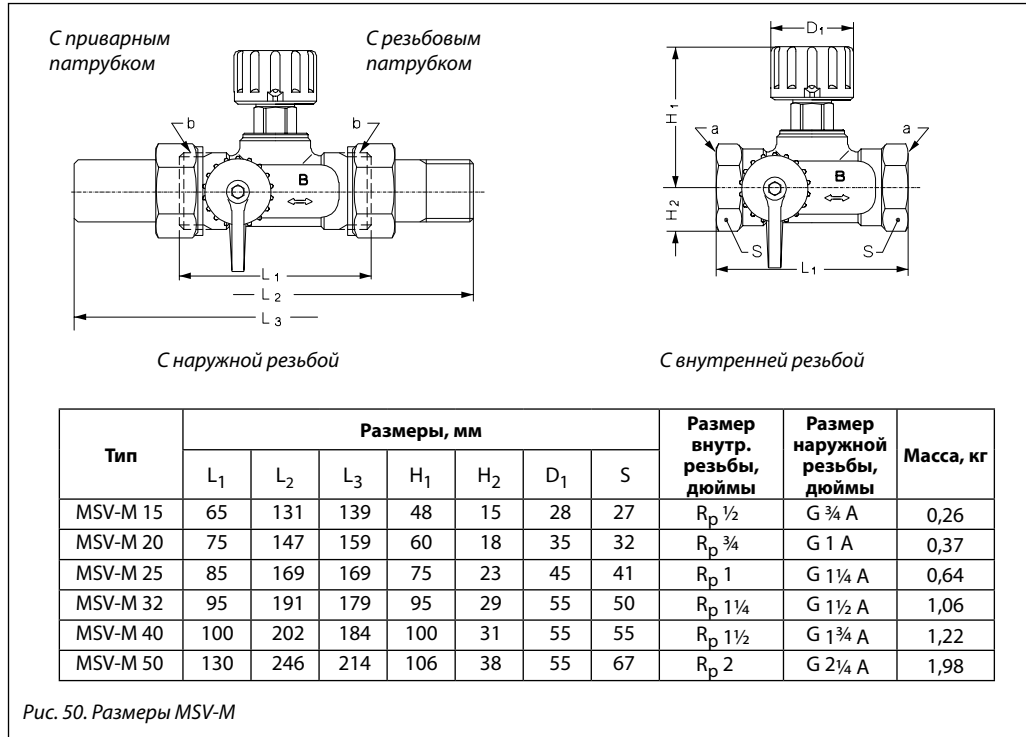 С приварным
патрубком
С резьбовым
патрубком
b
b
B
L1
L2
L3
D1
H1
a
a
B
H2
S
S
L1
С наружной резьбой
С внутренней резьбой
Тип Размеры, мм Размер внутр. резьбы, дюймы Размер наружной резьбы, дюймы Масса, кг
L1 L2 L3 H1 H2 D1 S
MSV-M 15 65 131 139 48 15 28 27 Rp ½ G ¾ A 0,26
MSV-M 20 75 147 159 60 18 35 32 Rp ¾ G 1 A 0,37
MSV-M 25 85 169 169 75 23 45 41 Rp 1 G 1¼ A 0,64
MSV-M 32 95 191 179 95 29 55 50 Rp 1¼ G 1½ A 1,06
MSV-M 40 100 202 184 100 31 55 55 Rp 1½ G 1¾ A 1,22
MSV-M 50 130 246 214 106 38 55 67 Rp 2 G 2¼ A 1,98
Рис. 50. Размеры MSV-M